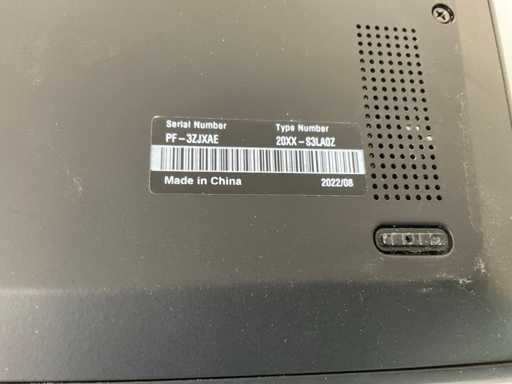 Serial Number Type Number
PF-3ZJXAE 20XX-S3LA0Z
Made in China 2022/08